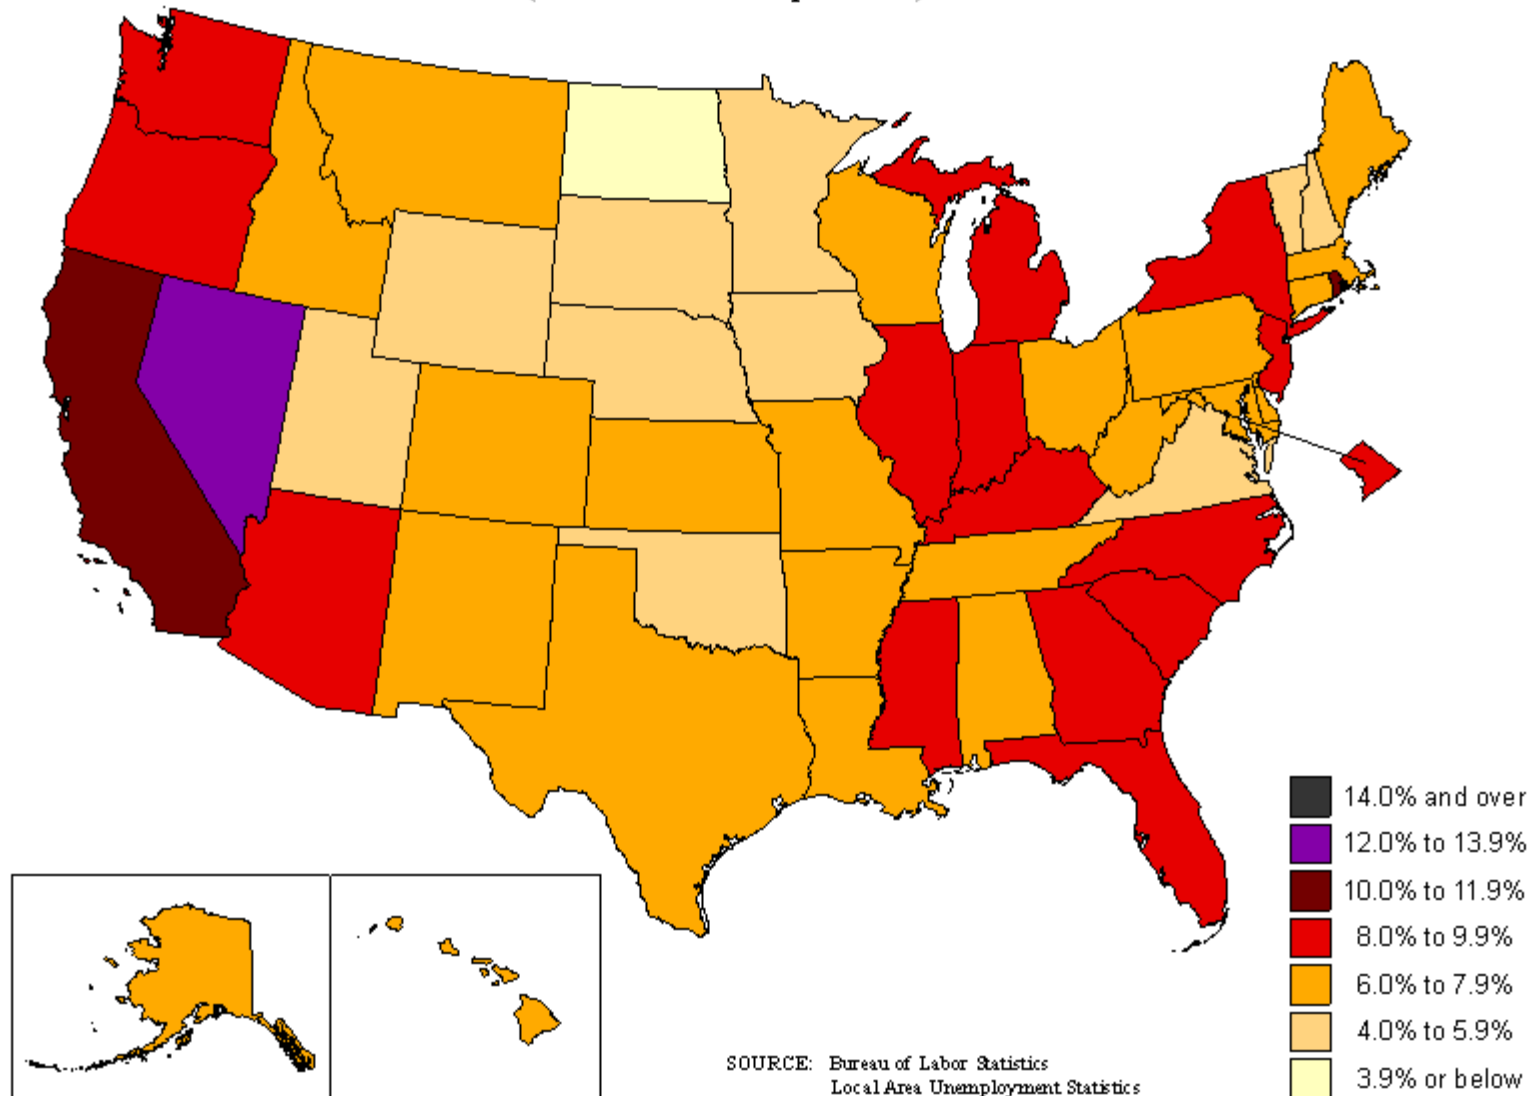 14.0% and over
12.0% to 13.9%
10.0% to 11.9%
8.0% to 9.9%
6.0% to 7.9%
4.0% to 5.9%
3.9% or below
SOURCE: Bureau of Labor Statistics
Local Area Unemployment Statistics